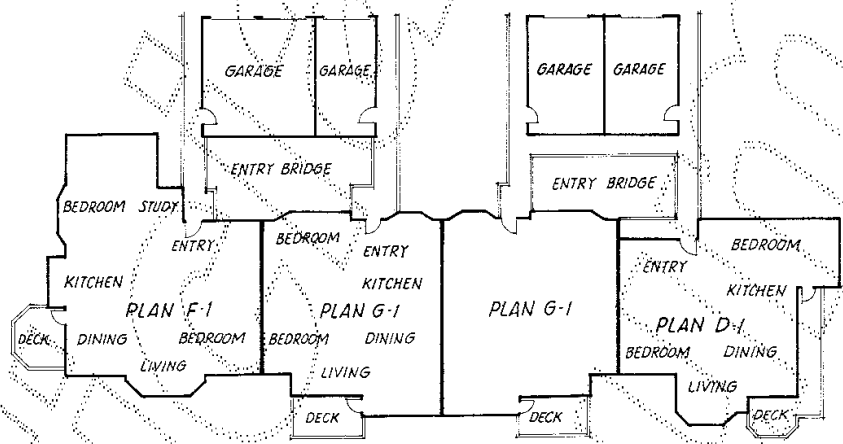 GARAGE
GARAGE
GARAGE
GARAGE
ENTRY BRIDGE
ENTRY BRIDGE
BEDROOM STUDY
ENTRY
KITCHEN
PLAN F-1
DECK
DINING
BEDROOM
LIVING
BEDROOM
ENTRY
KITCHEN
PLAN G-1
BEDROOM
DINING
LIVING
DECK
PLAN G-1
DECK
BEDROOM
ENTRY
KITCHEN
PLAN D-1
BEDROOM
DINING
LIVING
DECK